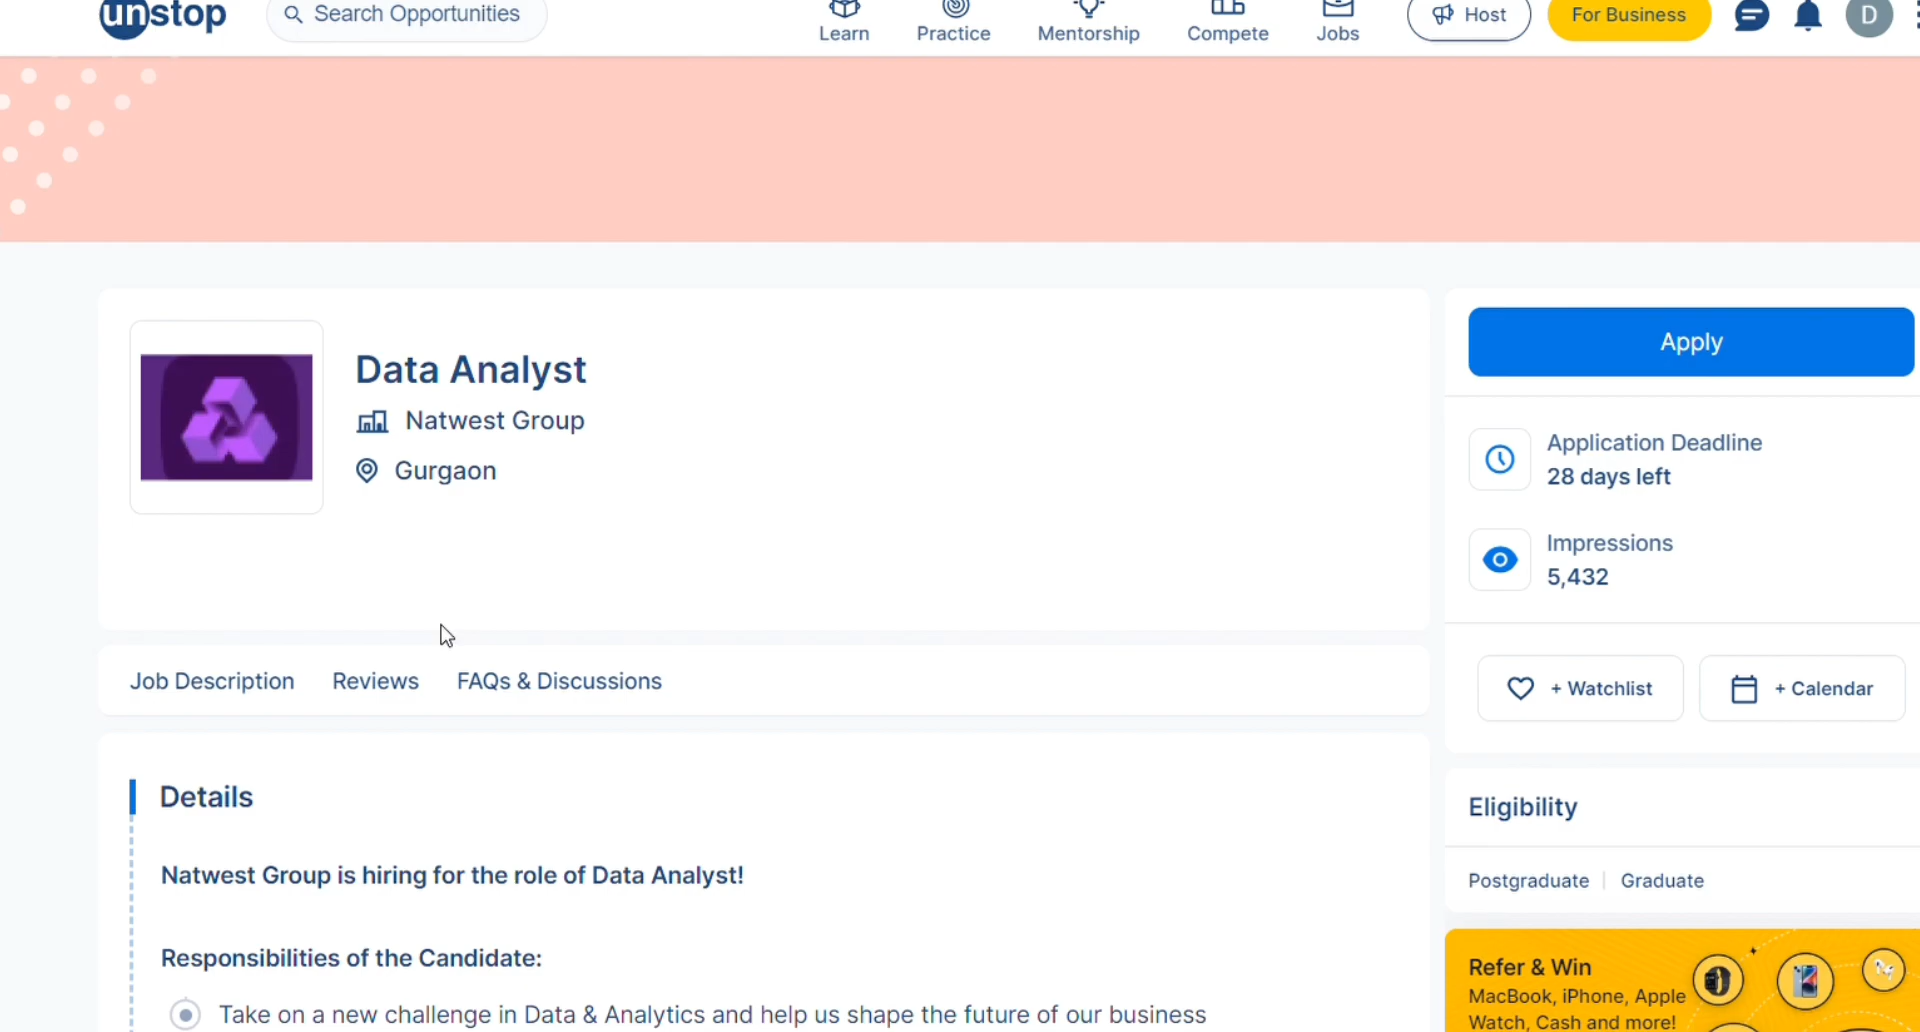 unstop
Search Opportunities
Learn
Practice
Mentorship
Compete
Jobs
Host
For Business
D
Data Analyst
Natwest Group
Gurgaon
Apply
Application Deadline
28 days left
Impressions
5,432
+ Watchlist
+ Calendar
Job Description Reviews FAQs & Discussions
Eligibility
Postgraduate | Graduate
Details
Natwest Group is hiring for the role of Data Analyst!
Responsibilities of the Candidate:
Take on a new challenge in Data & Analytics and help us shape the future of our business
Refer & Win
MacBook, iPhone, Apple
Watch, Cash and more!